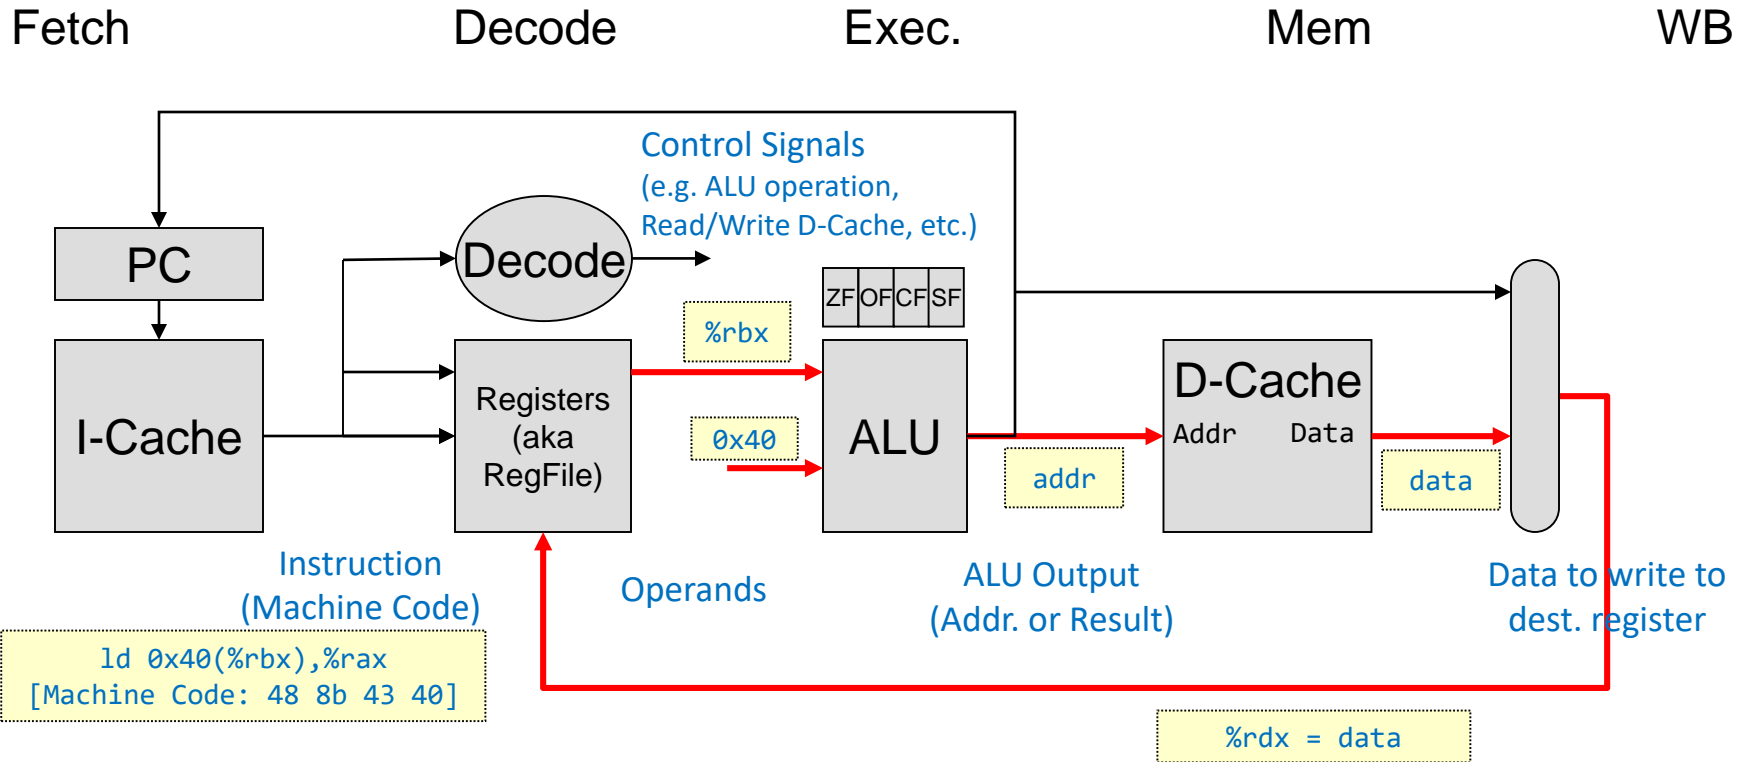 Fetch
Decode
Exec.
Mem
WB
Control Signals
(e.g. ALU operation,
Read/Write D-Cache, etc.)
PC
Decode
ZF
OF
CF
SF
%rbx
I-Cache
Registers
(aka
RegFile)
0x40
ALU
addr
D-Cache
Addr
Data
data
Instruction
(Machine Code)
Operands
ALU Output
(Addr. or Result)
Data to write to
dest. register
ld 0x40(%rbx),%rax
[Machine Code: 48 8b 43 40]
%rdx = data